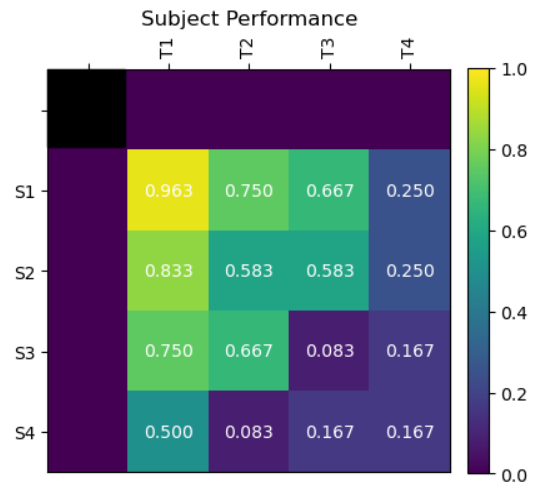 Subject Performance
T1 T2 T3 T4
1.0
S1 0.963 0.750 0.667 0.250
0.8
S2 0.833 0.583 0.583 0.250
0.6
0.4
S3 0.750 0.667 0.083 0.167
0.2
S4 0.500 0.083 0.167 0.167
0.0